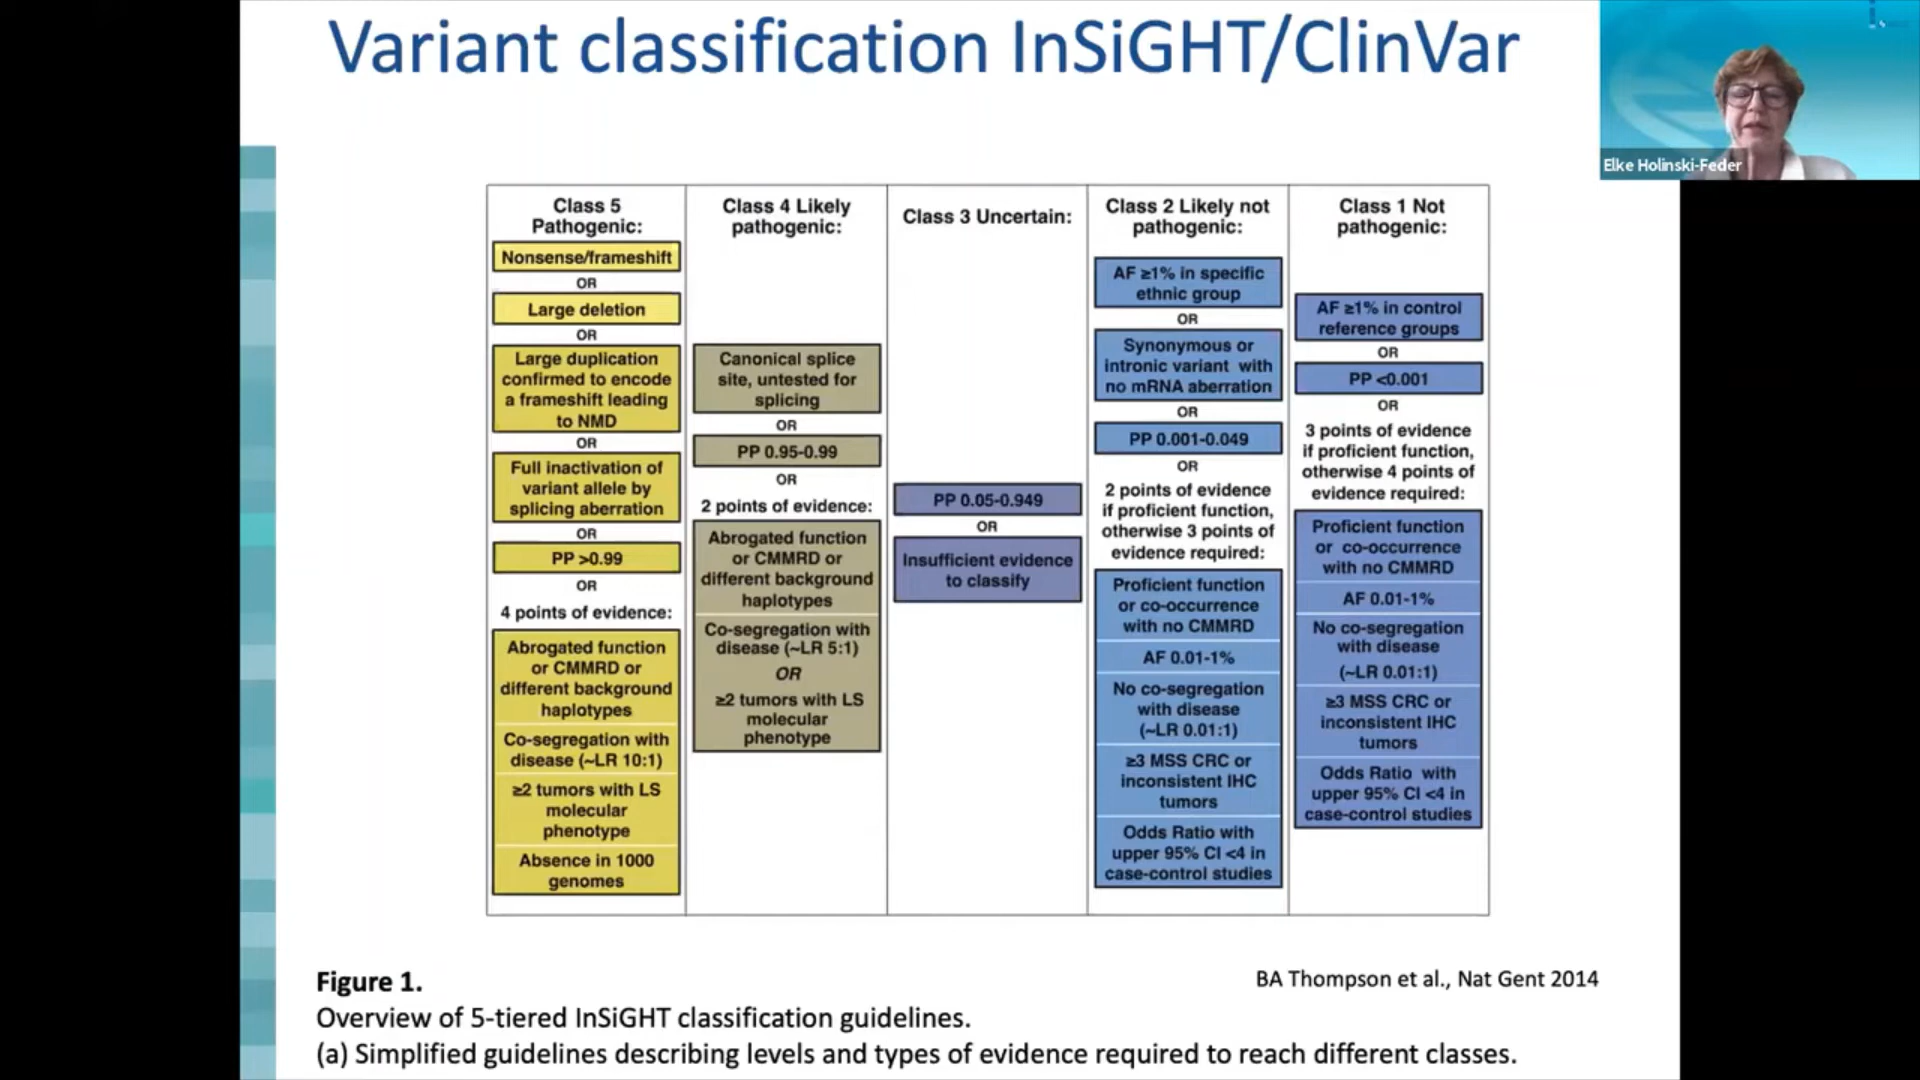 Variant classification InSiGHT/ClinVar
Elke Holinski-Feder
Class 5
Pathogenic:
Nonsense/frameshift
OR
Large deletion
OR
Large duplication
confirmed to encode
a frameshift leading
to NMD
OR
Full inactivation of
variant allele by
splicing aberration
OR
PP >0.99
OR
4 points of evidence:
Abrogated function
or CMMRD or
different background
haplotypes
Co-segregation with
disease (~LR 10:1)
≥2 tumors with LS
molecular
phenotype
Absence in 1000
genomes
Class 4 Likely
pathogenic:
Canonical splice
site, untested for
splicing
OR
PP 0.95-0.99
OR
2 points of evidence:
Abrogated function
or CMMRD or
different background
haplotypes
Co-segregation with
disease (~LR 5:1)
OR
≥2 tumors with LS
molecular
phenotype
Class 3 Uncertain:
PP 0.05-0.949
OR
Insufficient evidence
to classify
Class 2 Likely not
pathogenic:
AF ≥1% in specific
ethnic group
OR
Synonymous or
intronic variant with
no mRNA aberration
OR
PP 0.001-0.049
OR
2 points of evidence
if proficient function,
otherwise 3 points of
evidence required:
Proficient function
or co-occurrence
with no CMMRD
AF 0.01-1%
No co-segregation
with disease
(~LR 0.01:1)
≥3 MSS CRC or
inconsistent IHC
tumors
Odds Ratio with
upper 95% CI <4 in
case-control studies
Class 1 Not
pathogenic:
AF ≥1% in control
reference groups
OR
PP <0.001
OR
3 points of evidence
if proficient function,
otherwise 4 points of
evidence required:
Proficient function
or co-occurrence
with no CMMRD
AF 0.01-1%
No co-segregation
with disease
(~LR 0.01:1)
≥3 MSS CRC or
inconsistent IHC
tumors
Odds Ratio with
upper 95% CI <4 in
case-control studies
Figure 1.
BA Thompson et al., Nat Gent 2014
Overview of 5-tiered InSiGHT classification guidelines.
(a) Simplified guidelines describing levels and types of evidence required to reach different classes.